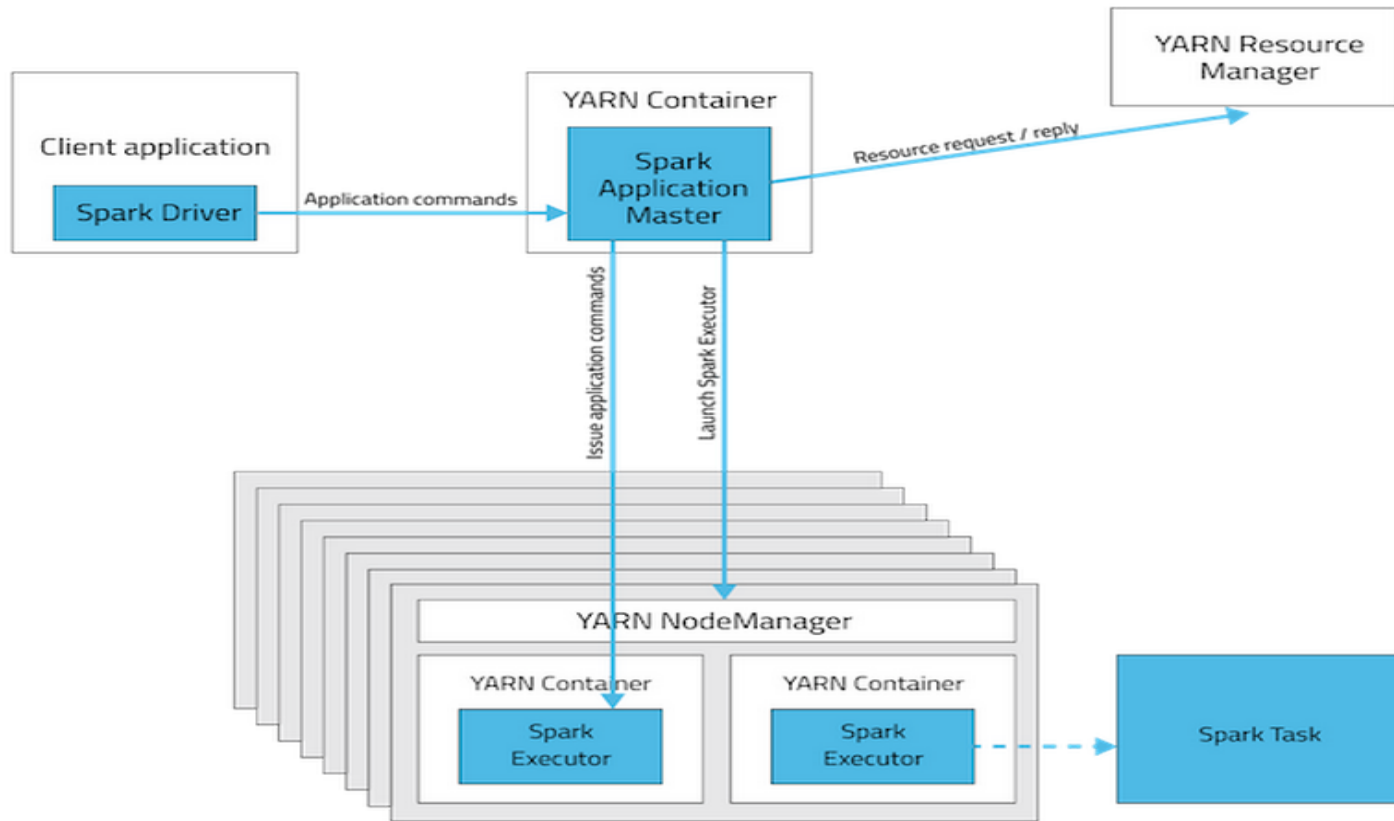 YARN Resource
Manager
YARN Container
Client application
Spark
Application
Master
Resource request / reply
Spark Driver
Application commands
Issue application commands
Launch Spark Executor
YARN NodeManager
YARN Container
YARN Container
Spark
Executor
Spark
Executor
Spark Task